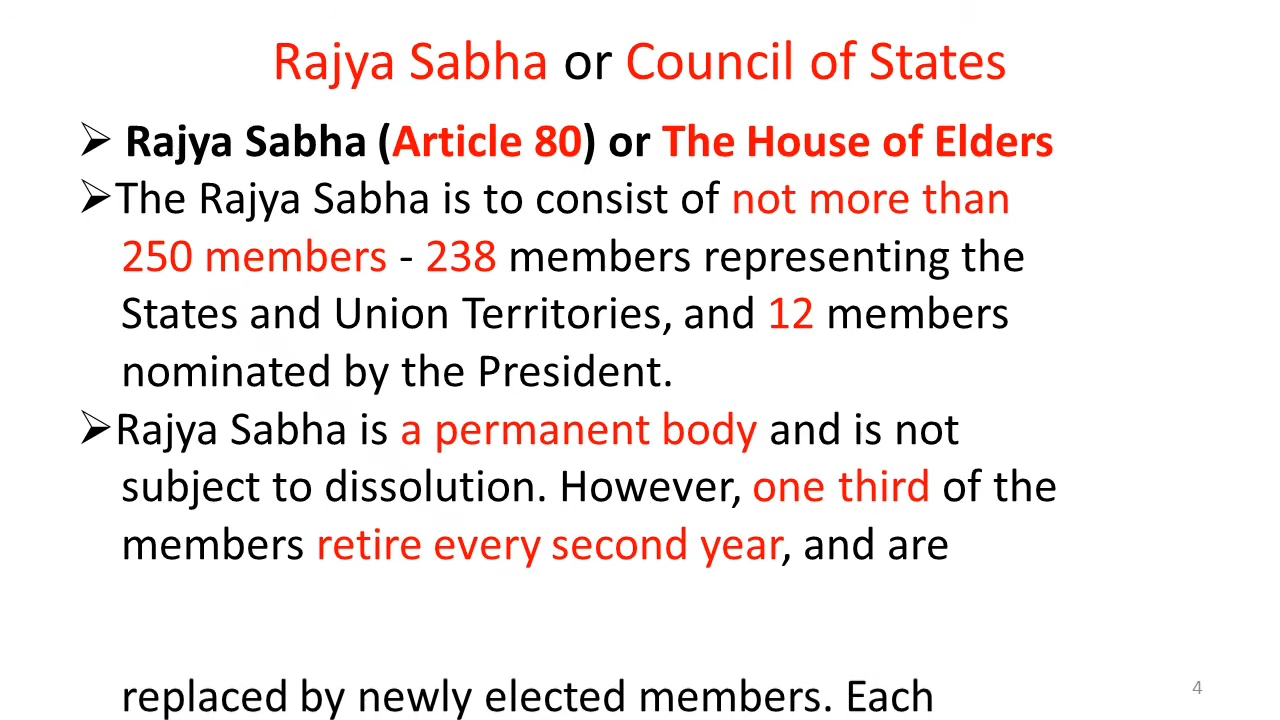 Rajya Sabha or Council of States
➢ Rajya Sabha (Article 80) or The House of Elders
➢The Rajya Sabha is to consist of not more than
250 members - 238 members representing the
States and Union Territories, and 12 members
nominated by the President.
➢Rajya Sabha is a permanent body and is not
subject to dissolution. However, one third of the
members retire every second year, and are
replaced by newly elected members. Each
4